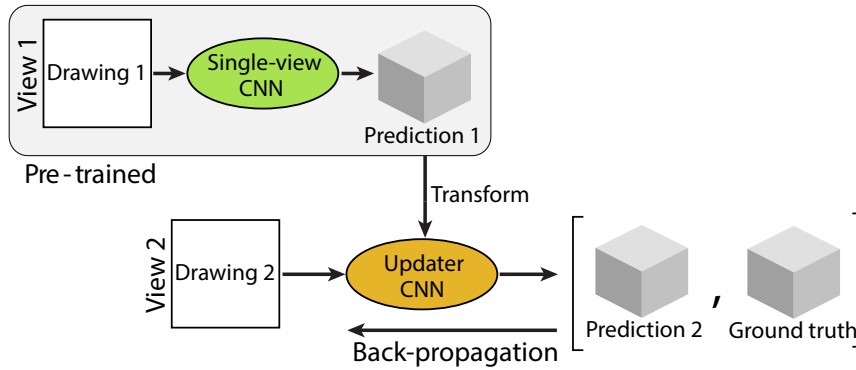 View 1
Drawing 1
Single-view
CNN
Prediction 1
Pre-trained
Transform
View 2
Drawing 2
Updater
CNN
Prediction 2
,
Ground truth
Back-propagation